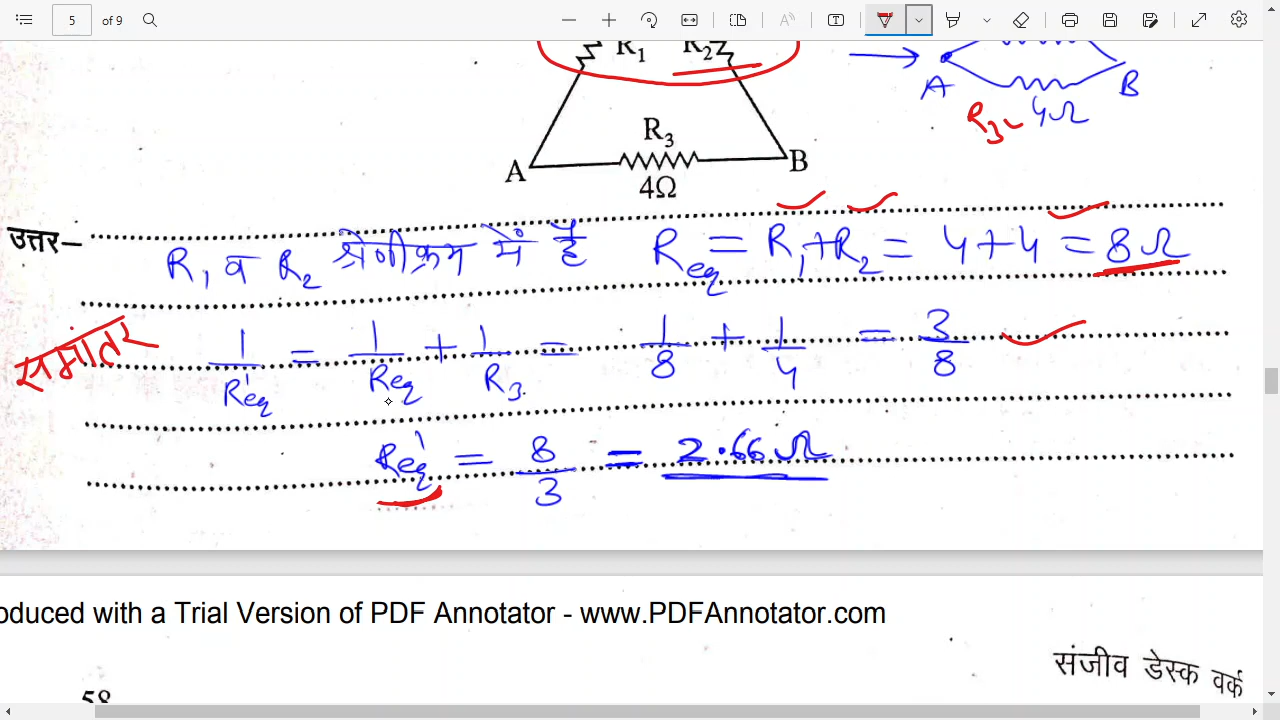 5 of 9
R₁ R₂
A B
R₃ = 4Ω
R₃
A B
4Ω
उत्तर–
R₁ व R₂ श्रेणीक्रम में है Req = R₁+R₂ = 4+4 = 8Ω
समांतर 1/R'eq = 1/Req + 1/R₃ = 1/8 + 1/4 = 3/8
R'eq = 8/3 = 2.66Ω
oduced with a Trial Version of PDF Annotator - www.PDFAnnotator.com
संजीव डेस्क वर्क
58